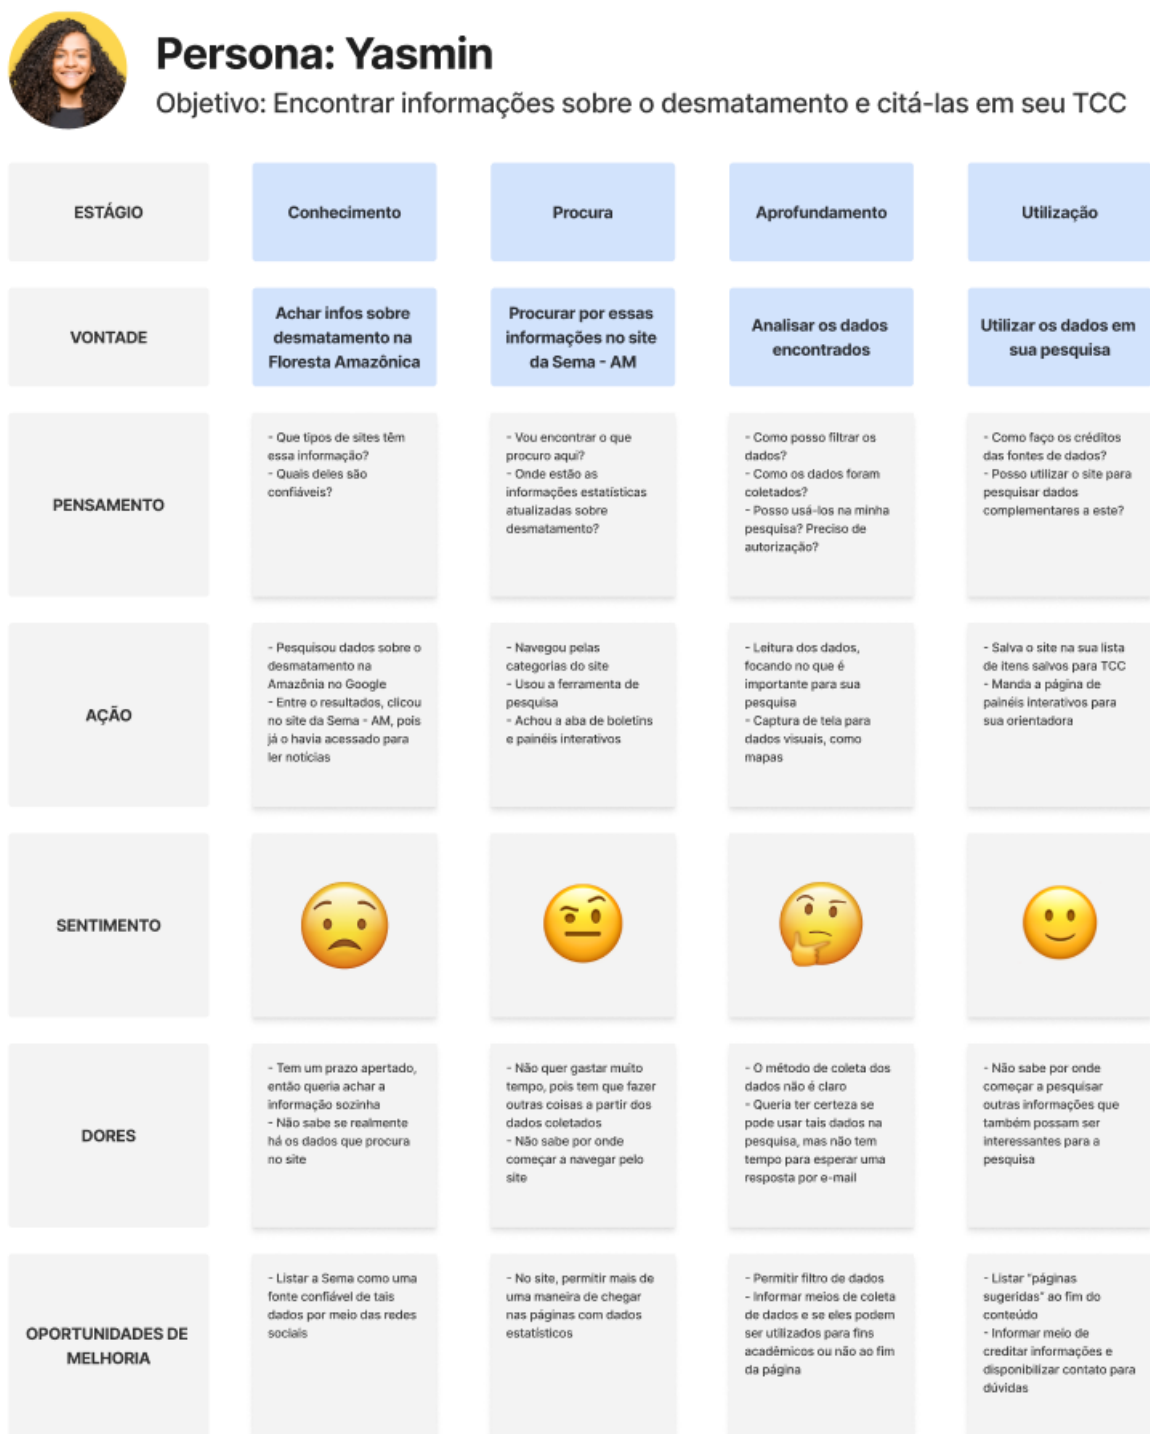 Persona: Yasmin
Objetivo: Encontrar informações sobre o desmatamento e citá-las em seu TCC
ESTÁGIO
Conhecimento
Procura
Aprofundamento
Utilização
VONTADE
Achar infos sobre
desmatamento na
Floresta Amazônica
Procurar por essas
informações no site
da Sema - AM
Analisar os dados
encontrados
Utilizar os dados em
sua pesquisa
PENSAMENTO
- Que tipos de sites têm
essa informação?
- Quais deles são
confiáveis?
- Vou encontrar o que
procuro aqui?
- Onde estão as
informações estatísticas
atualizadas sobre
desmatamento?
- Como posso filtrar os
dados?
- Como os dados foram
coletados?
- Posso usá-los na minha
pesquisa? Preciso de
autorização?
- Como faço os créditos
das fontes de dados?
- Posso utilizar o site para
pesquisar dados
complementares a este?
AÇÃO
- Pesquisou dados sobre o
desmatamento na
Amazônia no Google
- Entre o resultados, clicou
no site da Sema - AM, pois
já o havia acessado para
ler notícias
- Navegou pelas
categorias do site
- Usou a ferramenta de
pesquisa
- Achou a aba de boletins
e painéis interativos
- Leitura dos dados,
focando no que é
importante para sua
pesquisa
- Captura de tela para
dados visuais, como
mapas
- Salva o site na sua lista
de itens salvos para TCC
- Manda a página de
painéis interativos para
sua orientadora
SENTIMENTO
DORES
- Tem um prazo apertado,
então queria achar a
informação sozinha
- Não sabe se realmente
há os dados que procura
no site
- Não quer gastar muito
tempo, pois tem que fazer
outras coisas a partir dos
dados coletados
- Não sabe por onde
começar a navegar pelo
site
- O método de coleta dos
dados não é claro
- Queria ter certeza se
pode usar tais dados na
pesquisa, mas não tem
tempo para esperar uma
resposta por e-mail
- Não sabe por onde
começar a pesquisar
outras informações que
também possam ser
interessantes para a
pesquisa
OPORTUNIDADES DE
MELHORIA
- Listar a Sema como uma
fonte confiável de tais
dados por meio das redes
sociais
- No site, permitir mais de
uma maneira de chegar
nas páginas com dados
estatísticos
- Permitir filtro de dados
- Informar meios de coleta
de dados e se eles podem
ser utilizados para fins
acadêmicos ou não ao fim
da página
- Listar "páginas
sugeridas" ao fim do
conteúdo
- Informar meio de
creditar informações e
disponibilizar contato para
dúvidas